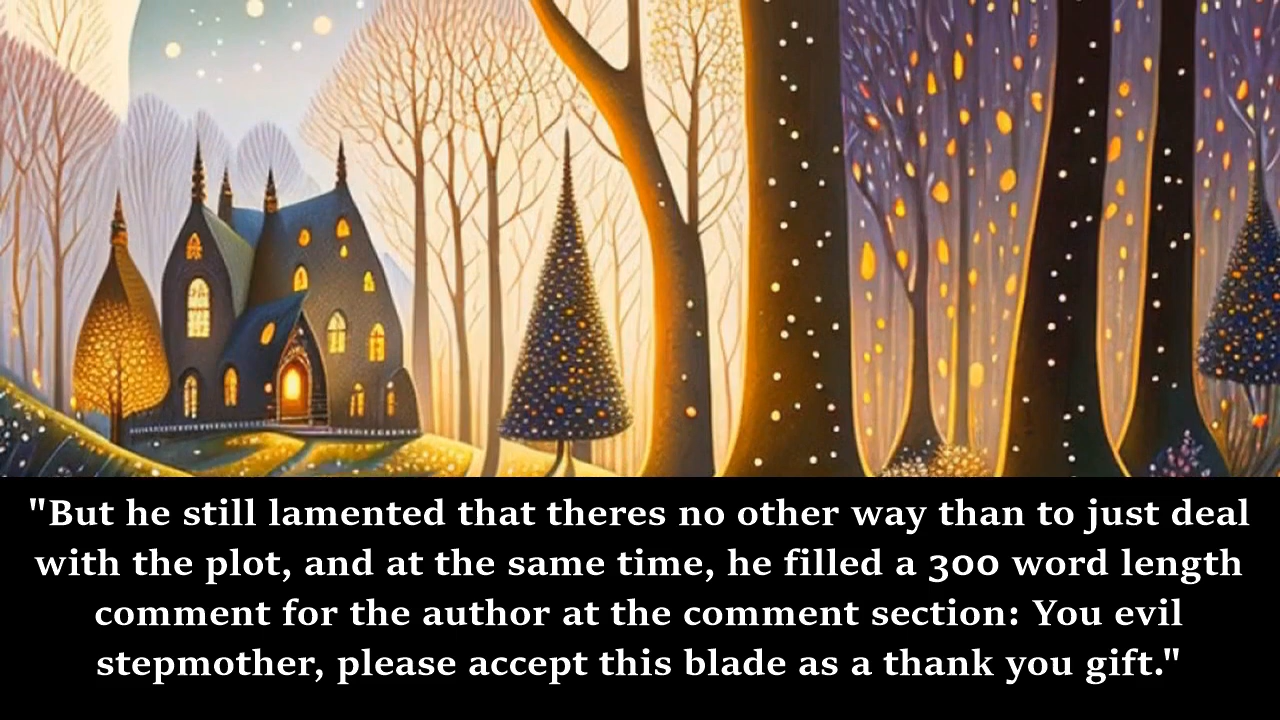 "But he still lamented that theres no other way than to just deal
with the plot, and at the same time, he filled a 300 word length
comment for the author at the comment section: You evil
stepmother, please accept this blade as a thank you gift."